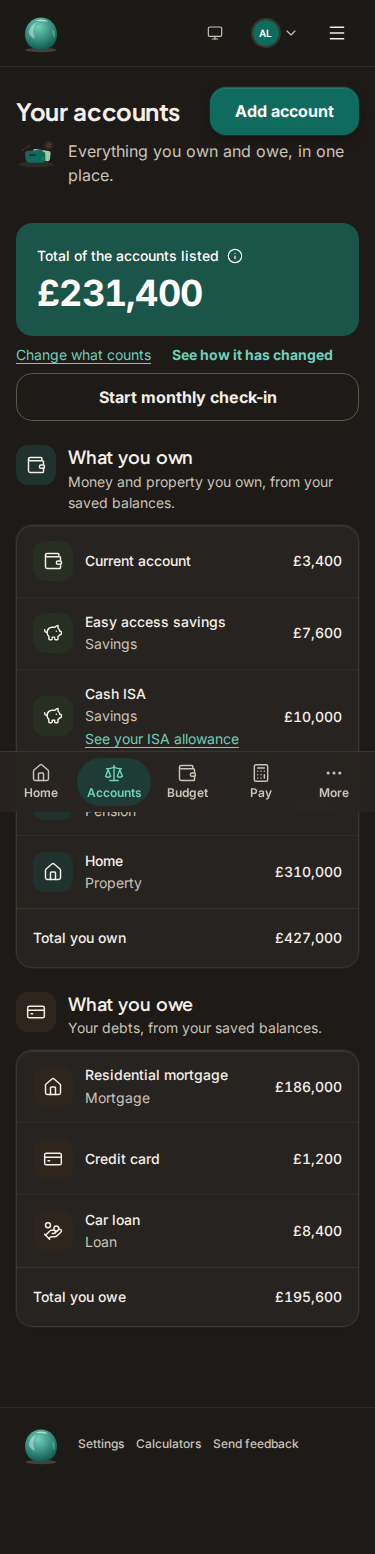 AL
Your accounts
Add account
Everything you own and owe, in one
place.
Total of the accounts listed
£231,400
Change what counts
See how it has changed
Start monthly check-in
What you own
Money and property you own, from your
saved balances.
Current account
£3,400
Easy access savings
Savings
£7,600
Cash ISA
Savings
£10,000
See your ISA allowance
Home
Accounts
Budget
Pay
More
Pension
Home
Property
£310,000
Total you own
£427,000
What you owe
Your debts, from your saved balances.
Residential mortgage
Mortgage
£186,000
Credit card
£1,200
Car loan
Loan
£8,400
Total you owe
£195,600
Settings
Calculators
Send feedback